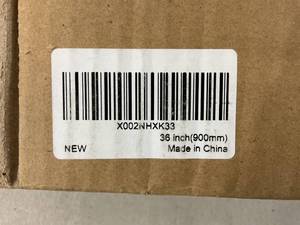 X002NHXK33
36 inch(900mm)
NEW Made in China